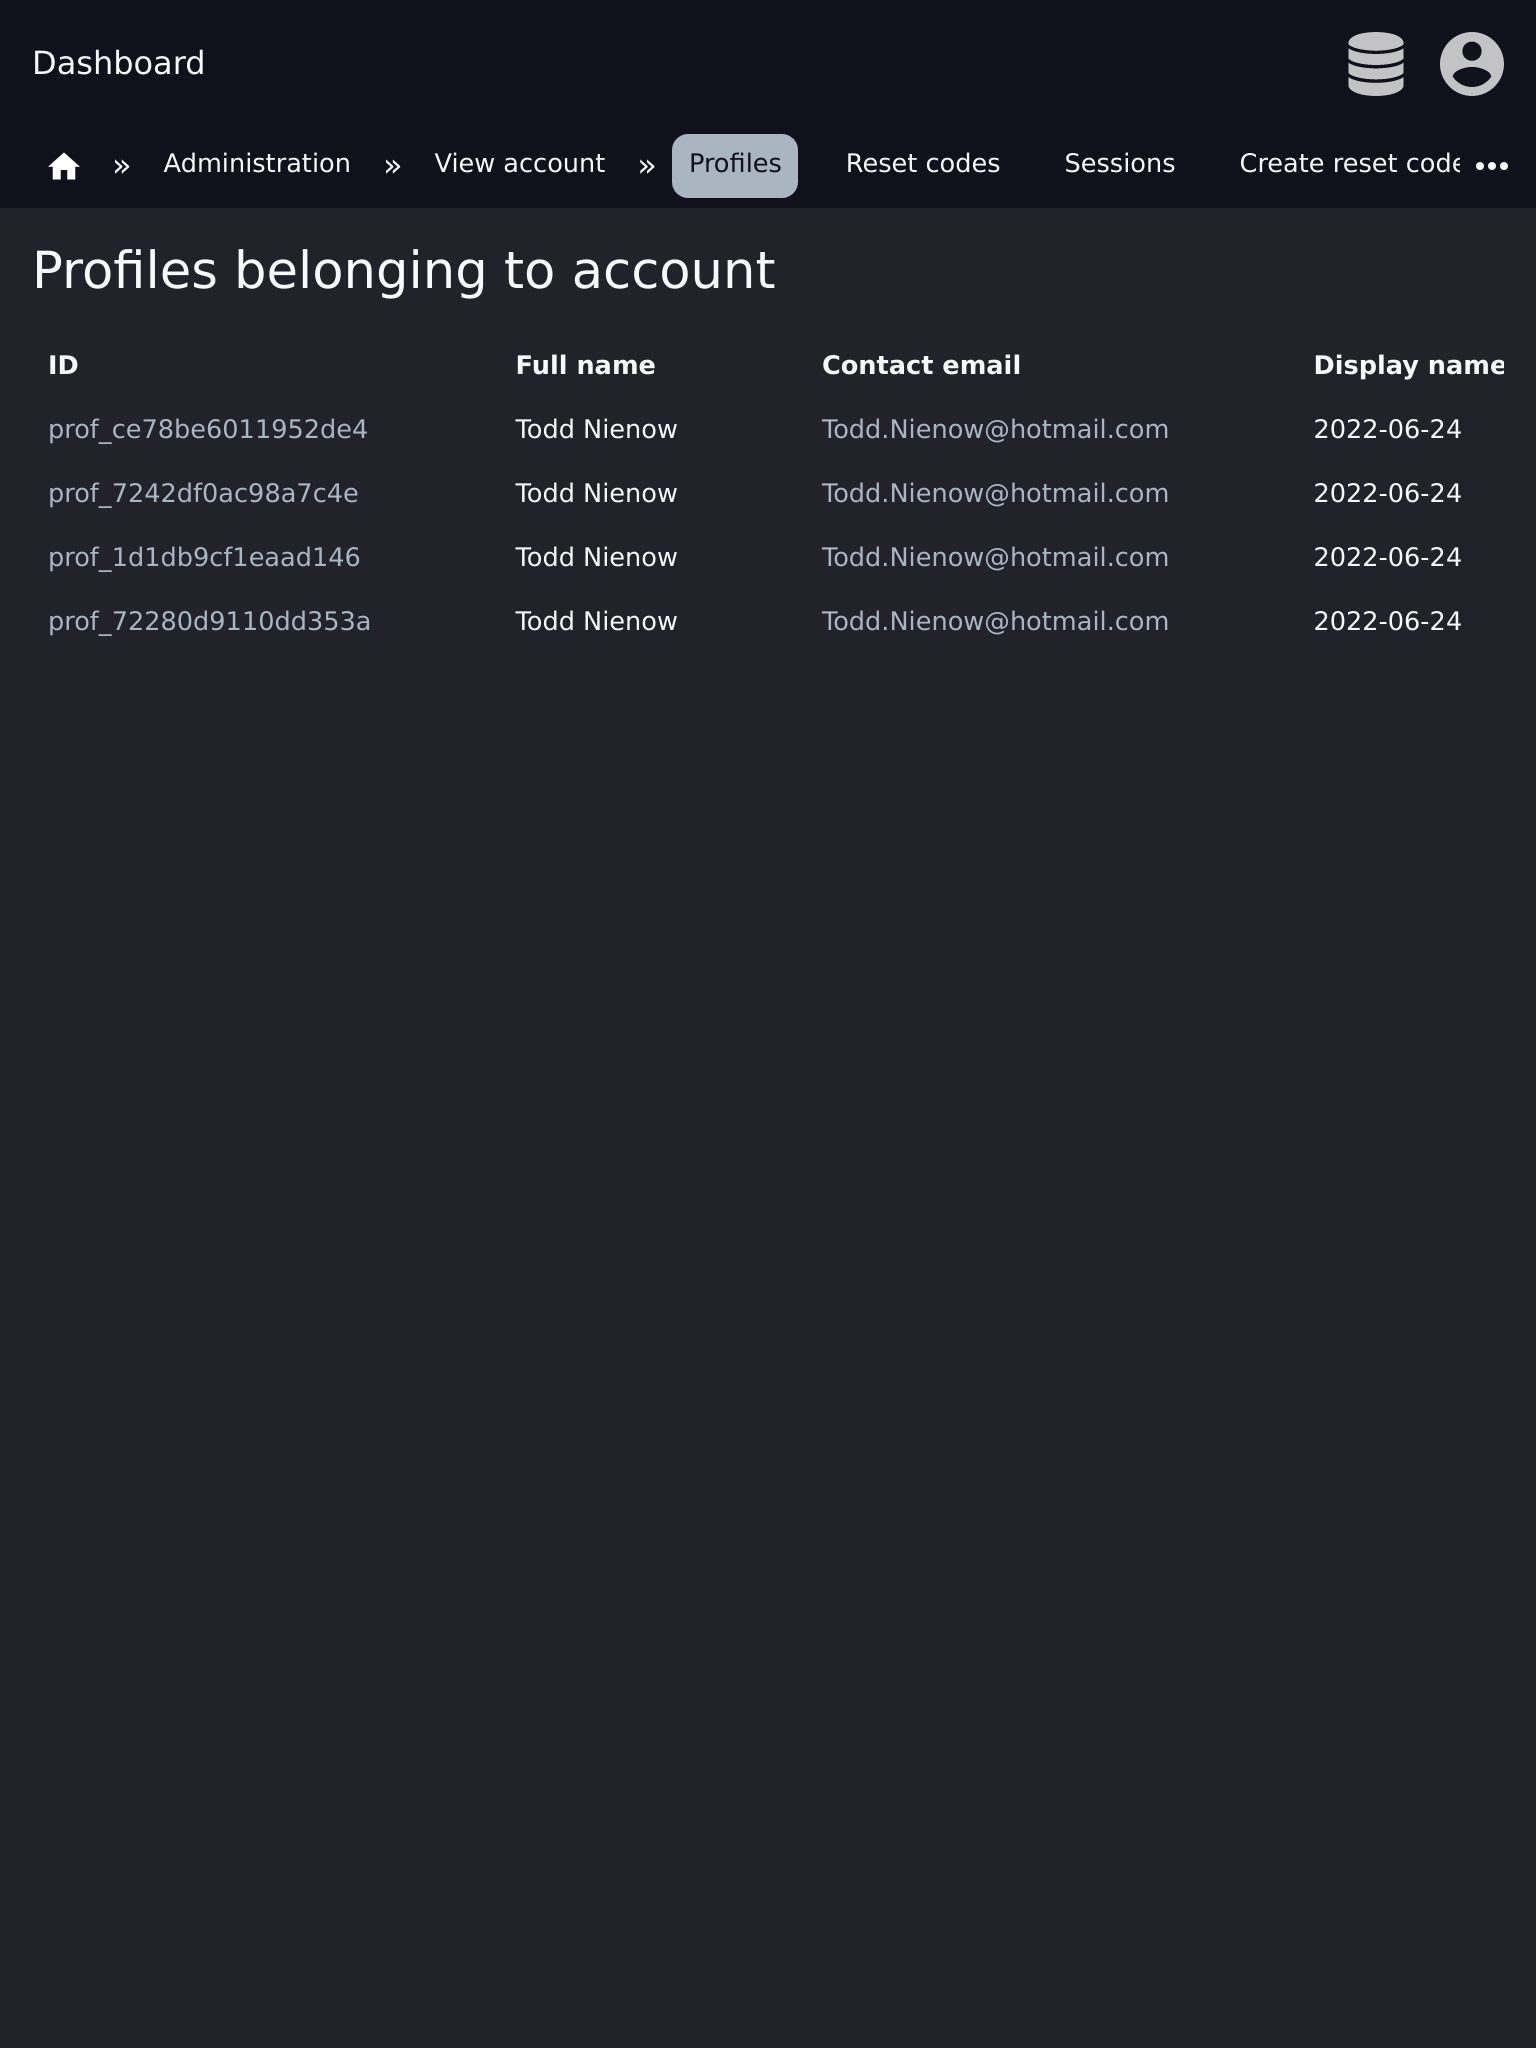 Dashboard
» Administration » View account » Profiles Reset codes Sessions Create reset code
Profiles belonging to account
ID Full name Contact email Display name
prof_ce78be6011952de4 Todd Nienow Todd.Nienow@hotmail.com 2022-06-24
prof_7242df0ac98a7c4e Todd Nienow Todd.Nienow@hotmail.com 2022-06-24
prof_1d1db9cf1eaad146 Todd Nienow Todd.Nienow@hotmail.com 2022-06-24
prof_72280d9110dd353a Todd Nienow Todd.Nienow@hotmail.com 2022-06-24